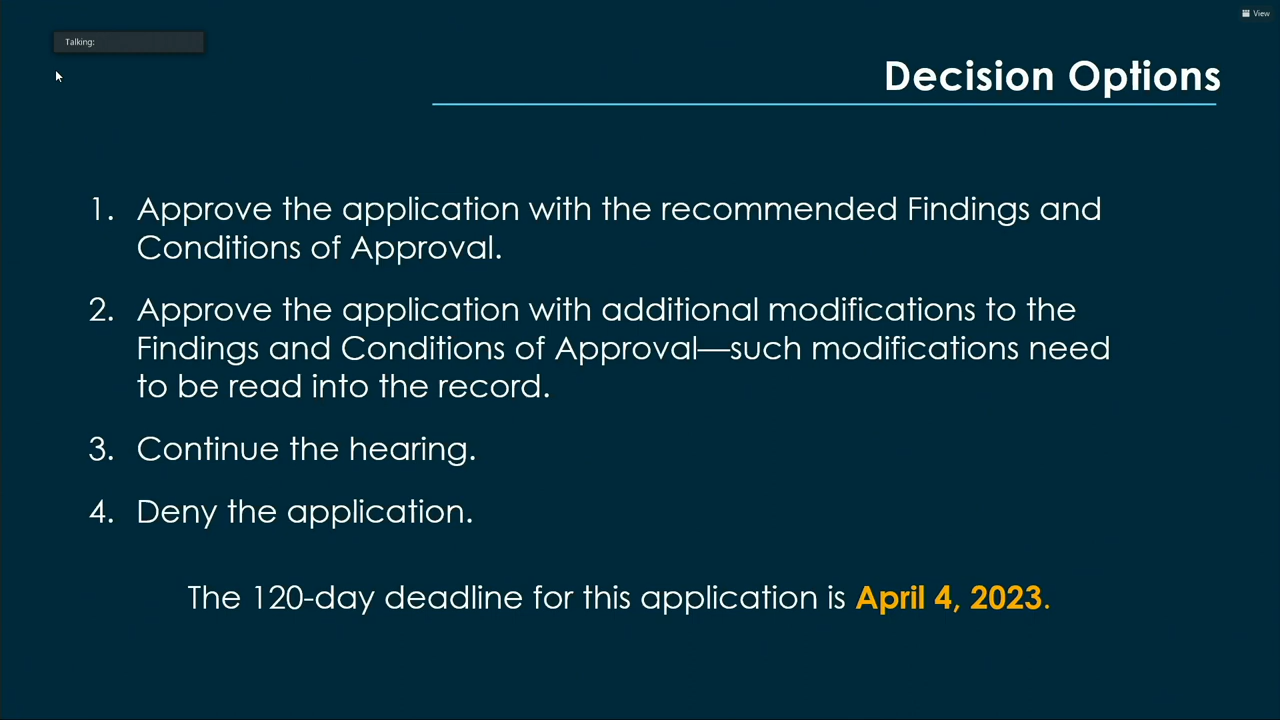 View
Talking:
Decision Options
1. Approve the application with the recommended Findings and
Conditions of Approval.
2. Approve the application with additional modifications to the
Findings and Conditions of Approval—such modifications need
to be read into the record.
3. Continue the hearing.
4. Deny the application.
The 120-day deadline for this application is April 4, 2023.